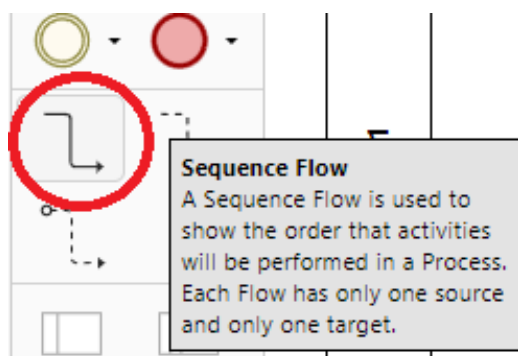 Sequence Flow
A Sequence Flow is used to
show the order that activities
will be performed in a Process.
Each Flow has only one source
and only one target.